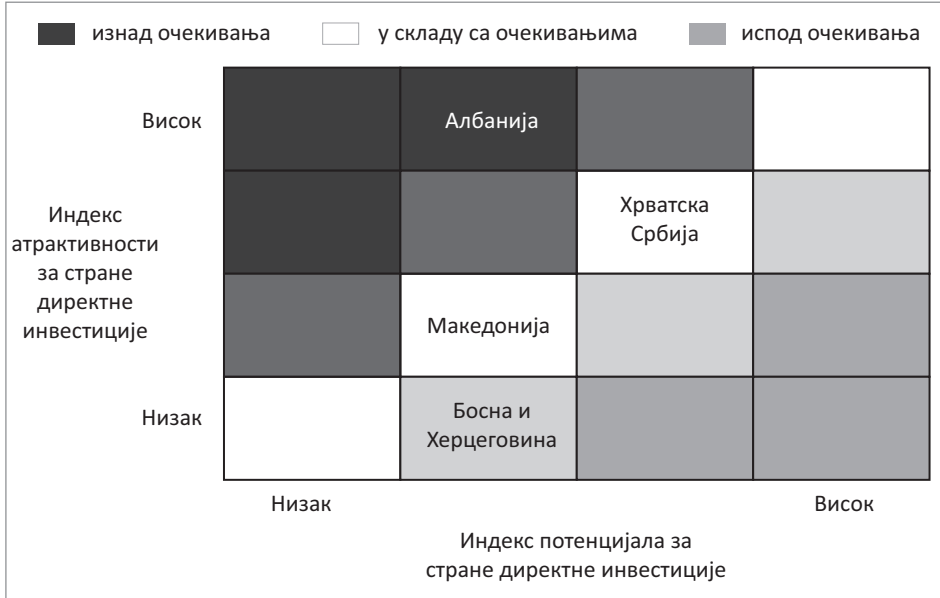 изнад очекивања
у складу са очекивањима
испод очекивања
Висок
Албанија
Индекс
атрактивности
за стране
директне
инвестиције
Хрватска
Србија
Македонија
Низак
Босна и
Херцеговина
Низак
Висок
Индекс потенцијала за
стране директне инвестиције